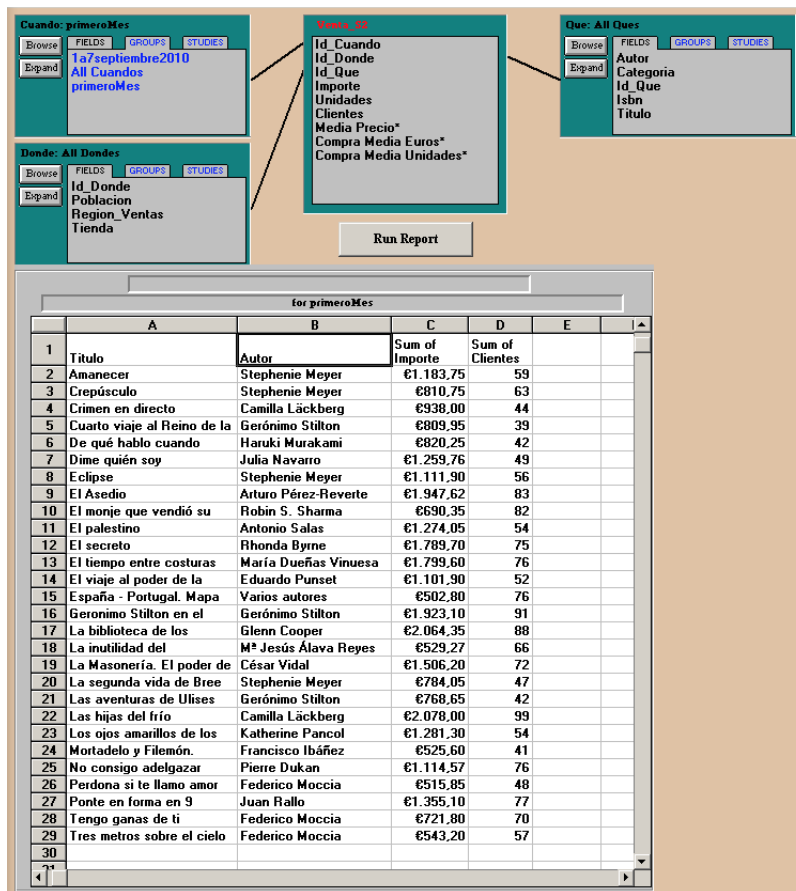 Cuando: primeroMes
Browse
Expand
FIELDS GROUPS STUDIES
1a7septiembre2010
All Cuandos
primeroMes
Venta_XX
Id_Cuando
Id_Donde
Id_Que
Importe
Unidades
Clientes
Media Precio*
Compra Media Euros*
Compra Media Unidades*
Que: All Ques
Browse
Expand
FIELDS GROUPS STUDIES
Autor
Categoria
Id_Que
Isbn
Titulo
Donde: All Dondes
Browse
Expand
FIELDS GROUPS STUDIES
Id_Donde
Poblacion
Region_Ventas
Tienda
Run Report
for primeroMes
A B C D E
1 Titulo Autor Sum of Importe Sum of Clientes
2 Amanecer Stephenie Meyer €1.183,75 59
3 Crepúsculo Stephenie Meyer €810,75 63
4 Crimen en directo Camilla Läckberg €938,00 44
5 Cuarto viaje al Reino de la Gerónimo Stilton €809,95 39
6 De qué hablo cuando Haruki Murakami €820,25 42
7 Dime quién soy Julia Navarro €1.259,76 49
8 Eclipse Stephenie Meyer €1.111,90 56
9 El Asedio Arturo Pérez-Reverte €1.947,62 83
10 El monje que vendió su Robin S. Sharma €690,35 82
11 El palestino Antonio Salas €1.274,05 54
12 El secreto Rhonda Byrne €1.789,70 75
13 El tiempo entre costuras María Dueñas Vinuesa €1.799,60 76
14 El viaje al poder de la Eduardo Punset €1.101,90 52
15 España - Portugal. Mapa Varios autores €502,80 76
16 Geronimo Stilton en el Gerónimo Stilton €1.923,10 91
17 La biblioteca de los Glenn Cooper €2.064,35 88
18 La inutilidad del Mª Jesús Álava Reyes €529,27 66
19 La Masonería. El poder de César Vidal €1.506,20 72
20 La segunda vida de Bree Stephenie Meyer €784,05 47
21 Las aventuras de Ulises Gerónimo Stilton €768,65 42
22 Las hijas del frío Camilla Läckberg €2.078,00 99
23 Los ojos amarillos de los Katherine Pancol €1.281,30 54
24 Mortadelo y Filemón. Francisco Ibáñez €525,60 41
25 No consigo adelgazar Pierre Dukan €1.114,57 76
26 Perdona si te llamo amor Federico Moccia €515,85 48
27 Ponte en forma en 9 Juan Rallo €1.355,10 77
28 Tengo ganas de ti Federico Moccia €721,80 70
29 Tres metros sobre el cielo Federico Moccia €543,20 57
30